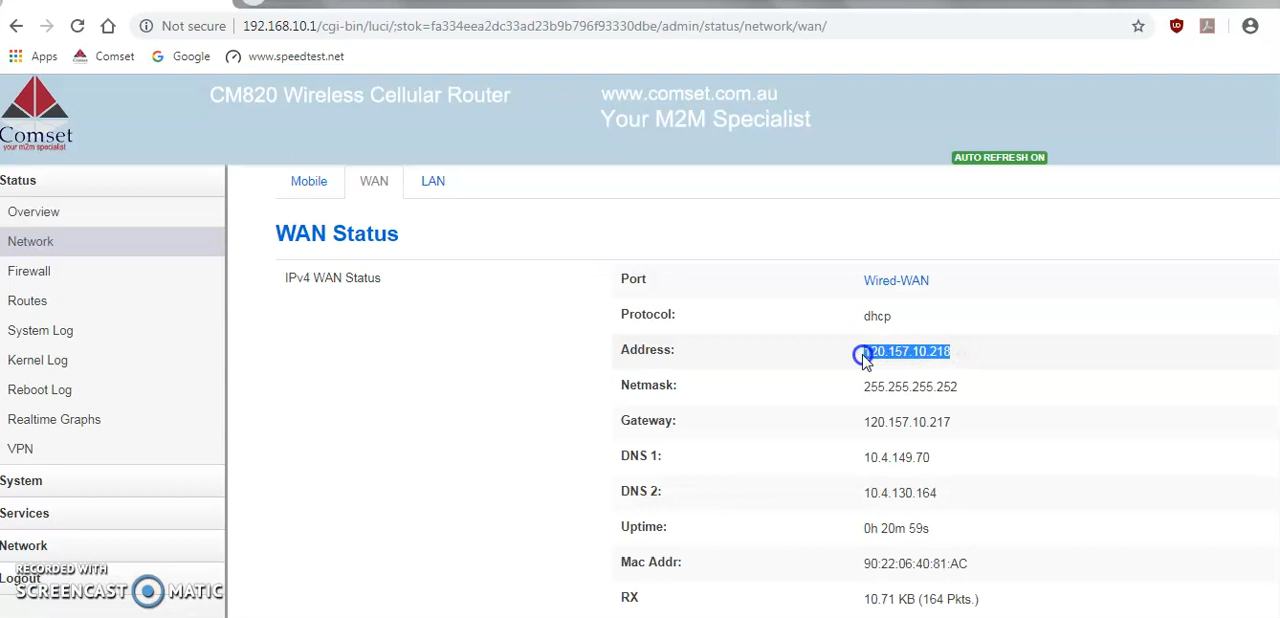 Not secure 192.168.10.1/cgi-bin/luci/;stok=fa334eea2dc33ad23b9b796f93330dbe/admin/status/network/wan/
Apps Comset Google www.speedtest.net
CM820 Wireless Cellular Router www.comset.com.au
Your M2M Specialist
Comset
your m2m specialist
AUTO REFRESH ON
Status
Overview
Network
Firewall
Routes
System Log
Kernel Log
Reboot Log
Realtime Graphs
VPN
System
Services
Network
Logout
RECORDED WITH
SCREENCAST MATIC
Mobile WAN LAN
WAN Status
IPv4 WAN Status
Port Wired-WAN
Protocol: dhcp
Address: 120.157.10.218
Netmask: 255.255.255.252
Gateway: 120.157.10.217
DNS 1: 10.4.149.70
DNS 2: 10.4.130.164
Uptime: 0h 20m 59s
Mac Addr: 90:22:06:40:81:AC
RX 10.71 KB (164 Pkts.)